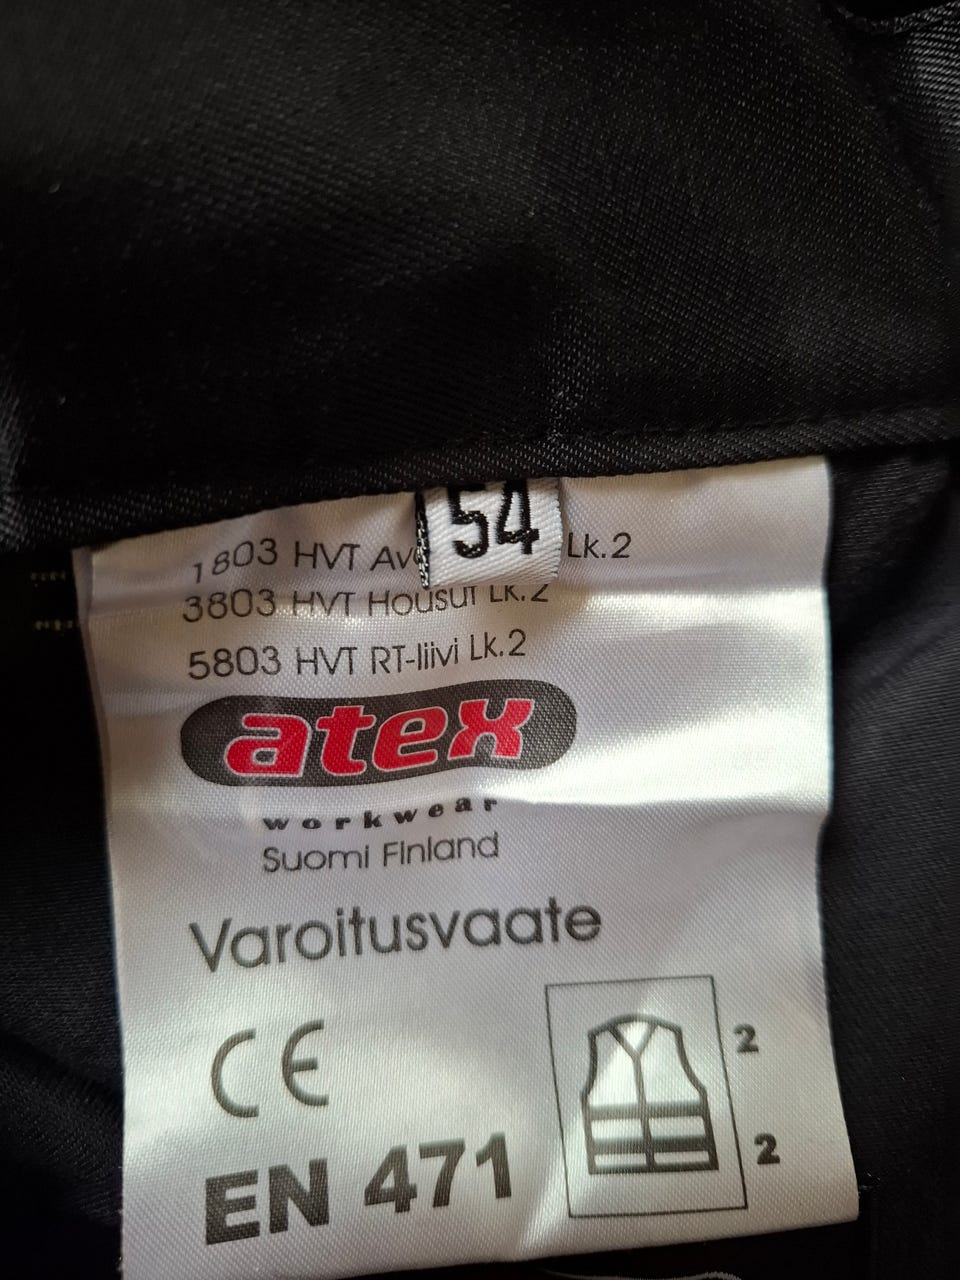 54
1803 HVT Lk.2
3803 HVT Housut Lk.2
5803 HVT RT-liivi Lk.2
atex
workwear
Suomi Finland
Varoitusvaate
CE
2
2
EN 471